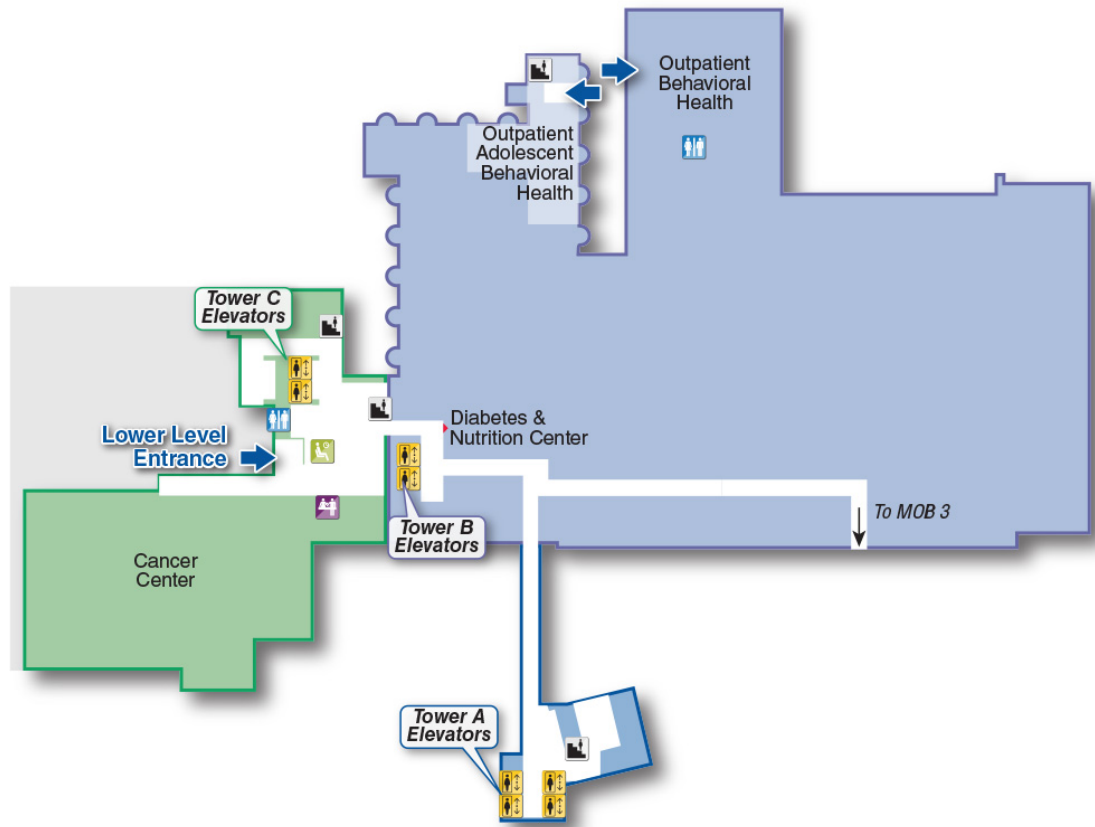 Outpatient
Behavioral
Health
Outpatient
Adolescent
Behavioral
Health
Tower C
Elevators
Diabetes &
Nutrition Center
Lower Level
Entrance
To MOB 3
Tower B
Elevators
Cancer
Center
Tower A
Elevators